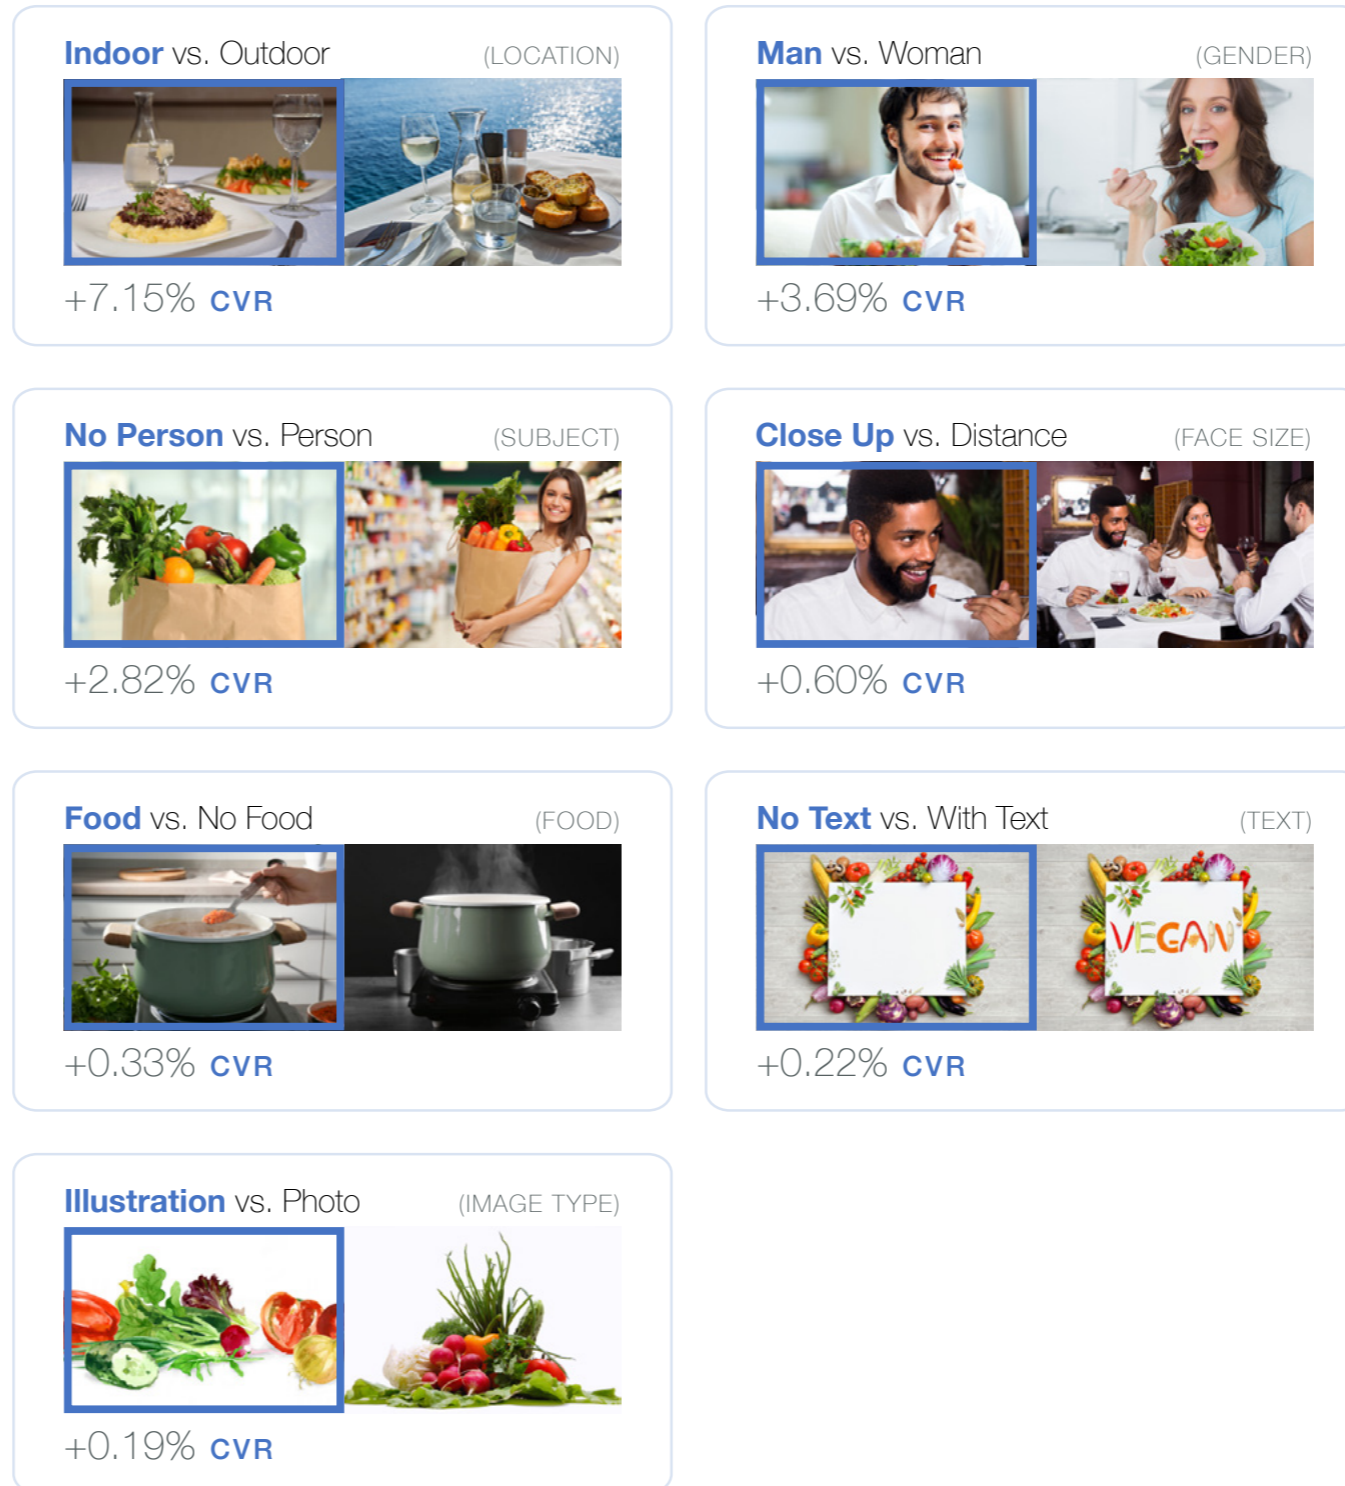 Indoor vs. Outdoor (LOCATION)
+7.15% CVR
Man vs. Woman (GENDER)
+3.69% CVR
No Person vs. Person (SUBJECT)
+2.82% CVR
Close Up vs. Distance (FACE SIZE)
+0.60% CVR
Food vs. No Food (FOOD)
+0.33% CVR
No Text vs. With Text (TEXT)
VEGAN
+0.22% CVR
Illustration vs. Photo (IMAGE TYPE)
+0.19% CVR